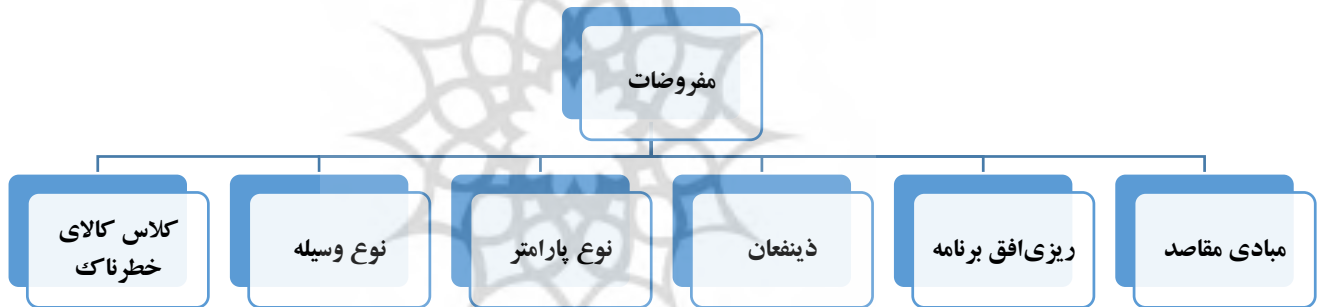 مفروضات
مبادی مقاصد
ریزی‌افق برنامه
ذینفعان
نوع پارامتر
نوع وسیله
کلاس کالای
خطرناک